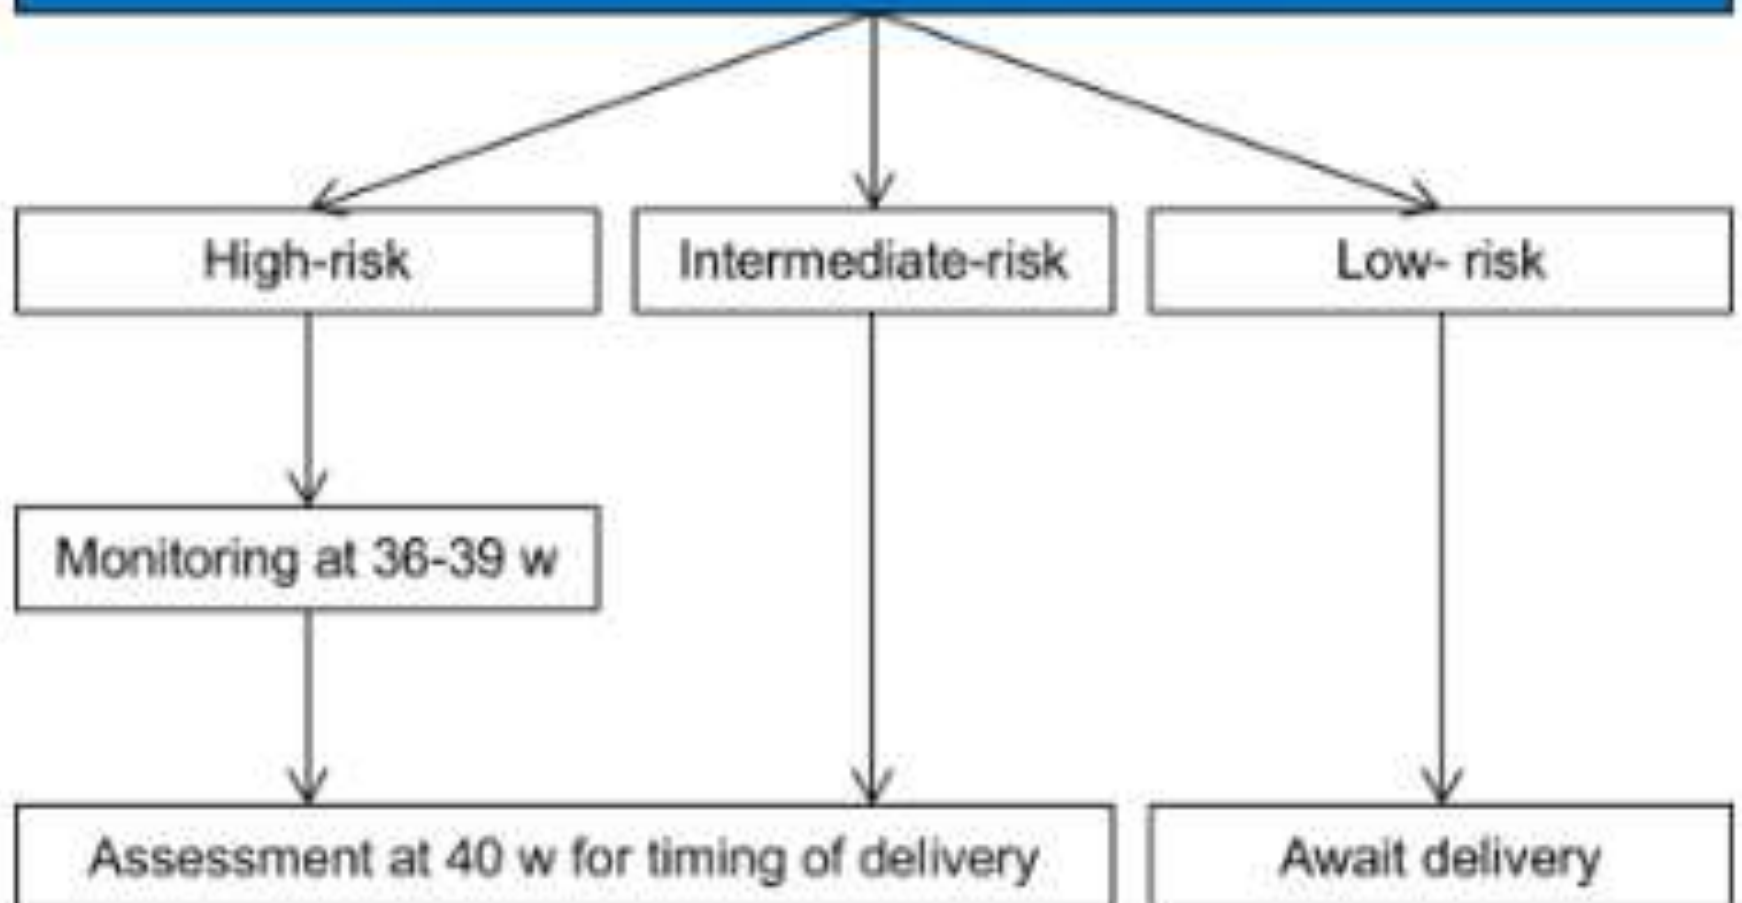 High-risk
Intermediate-risk
Low- risk
Monitoring at 36-39 w
Assessment at 40 w for timing of delivery
Await delivery